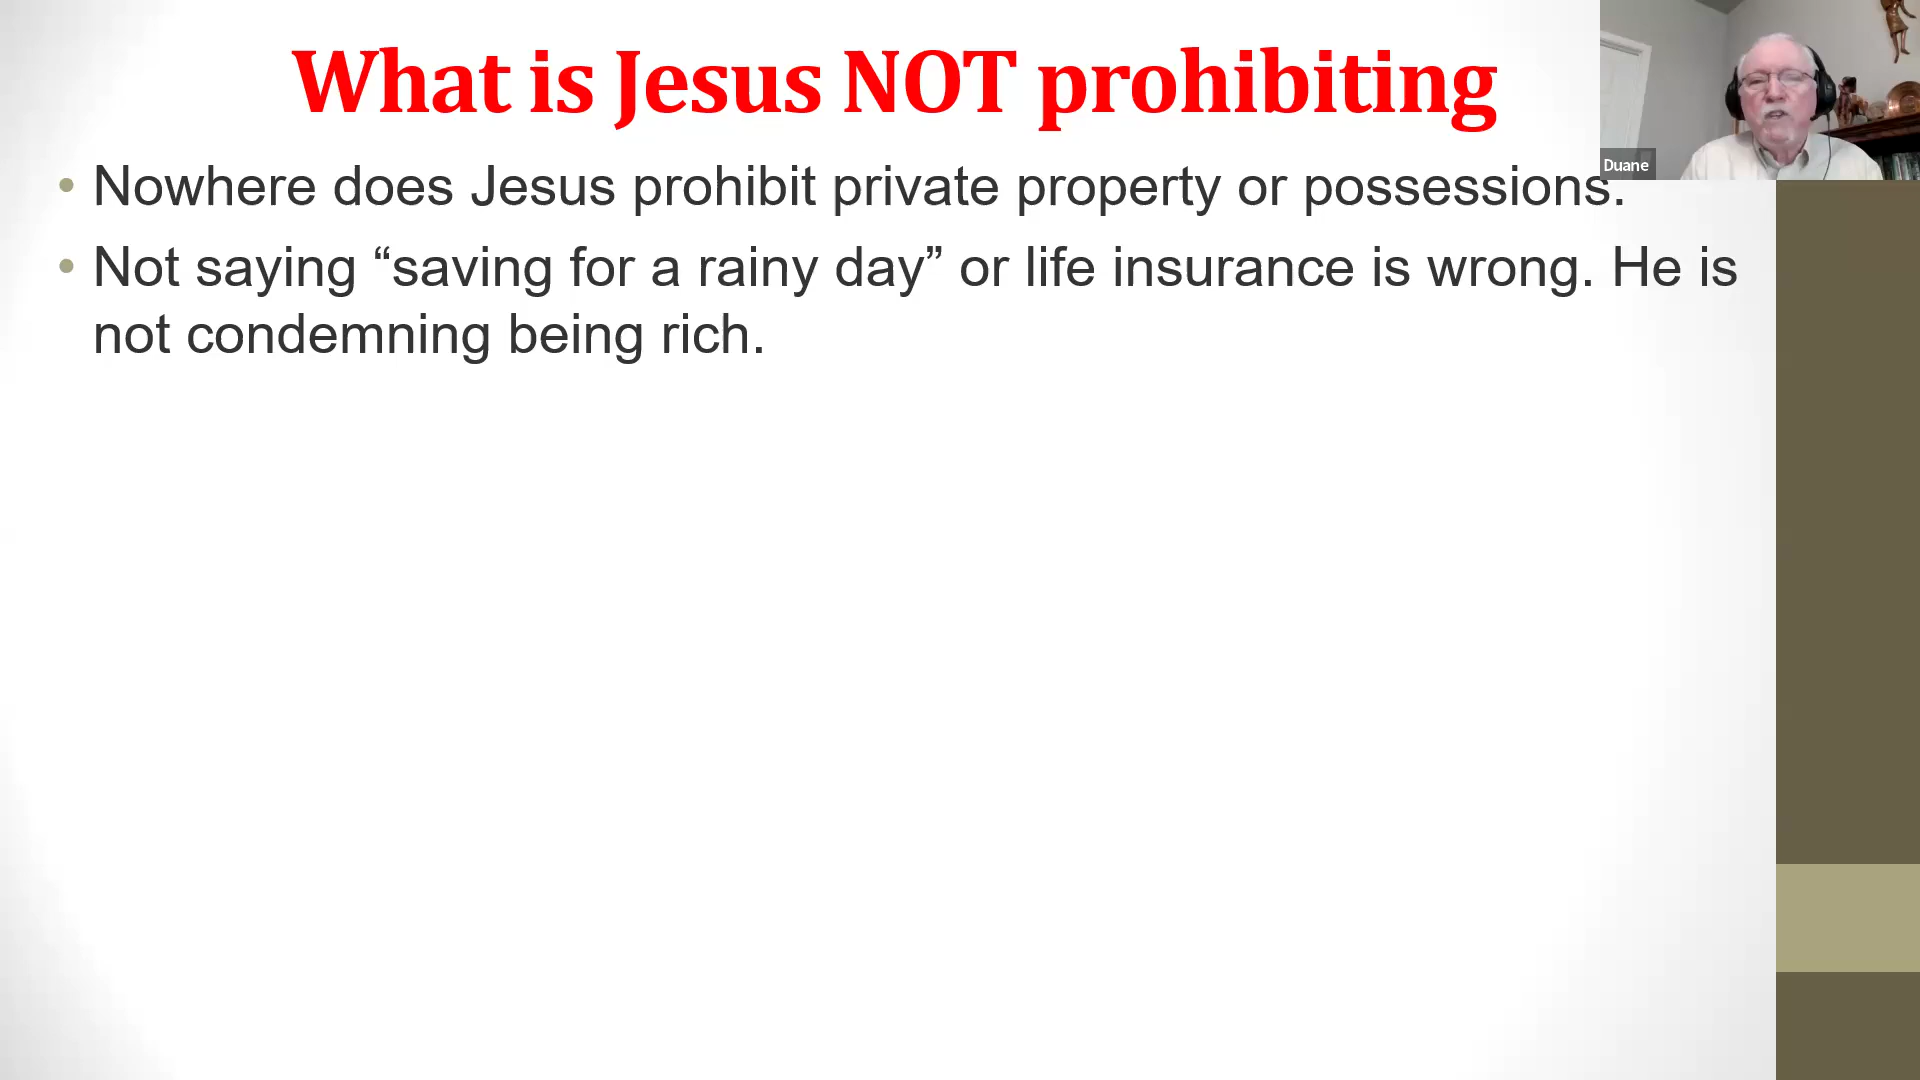 What is Jesus NOT prohibiting
Duane
• Nowhere does Jesus prohibit private property or possessions.
• Not saying “saving for a rainy day” or life insurance is wrong. He is
not condemning being rich.